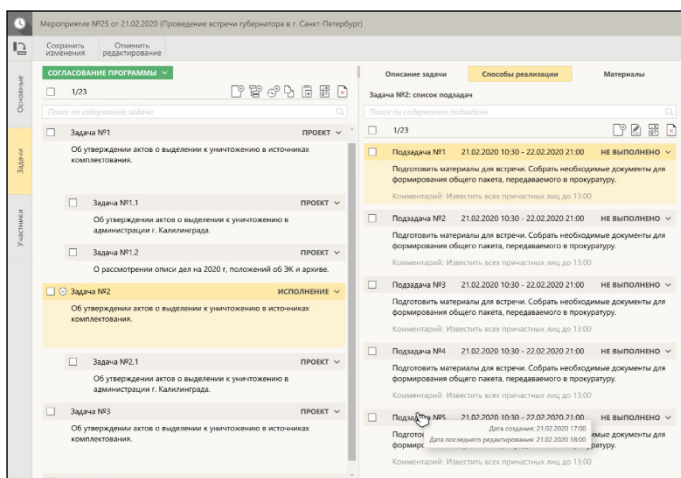 Мероприятие №25 от 21.02.2020 (Проведение встречи губернатора в г. Санкт-Петербург)
Сохранить изменения
Отменить редактирование
Основные
Задачи
Участники
СОГЛАСОВАНИЕ ПРОГРАММЫ
1/23
Поиск по содержанию задачи
Задача №1 ПРОЕКТ
Об утверждении актов о выделении к уничтожению в источниках
комплектования.
Задача №1.1 ПРОЕКТ
Об утверждении актов о выделении к уничтожению в
администрации г. Калилинграда.
Задача №1.2 ПРОЕКТ
О рассмотрении описи дел на 2020 г, положений об ЭК и архиве.
Задача №2 ИСПОЛНЕНИЕ
Об утверждении актов о выделении к уничтожению в источниках
комплектования.
Задача №2.1 ПРОЕКТ
Об утверждении актов о выделении к уничтожению в
администрации г. Калилинграда.
Задача №3 ПРОЕКТ
Об утверждении актов о выделении к уничтожению в источниках
комплектования.
Описание задачи Способы реализации Материалы
Задача №2: список подзадач
Поиск по содержанию подзадачи
1/23
Подзадача №1 21.02.2020 10:30 - 22.02.2020 21:00 НЕ ВЫПОЛНЕНО
Подготовить материалы для встречи. Собрать необходимые документы для
формирования общего пакета, передаваемого в прокуратуру.
Комментарий: Известить всех причастных лиц до 13:00
Подзадача №2 21.02.2020 10:30 - 22.02.2020 21:00 НЕ ВЫПОЛНЕНО
Подготовить материалы для встречи. Собрать необходимые документы для
формирования общего пакета, передаваемого в прокуратуру.
Комментарий: Известить всех причастных лиц до 13:00
Подзадача №3 21.02.2020 10:30 - 22.02.2020 21:00 НЕ ВЫПОЛНЕНО
Подготовить материалы для встречи. Собрать необходимые документы для
формирования общего пакета, передаваемого в прокуратуру.
Комментарий: Известить всех причастных лиц до 13:00
Подзадача №4 21.02.2020 10:30 - 22.02.2020 21:00 НЕ ВЫПОЛНЕНО
Подготовить материалы для встречи. Собрать необходимые документы для
формирования общего пакета, передаваемого в прокуратуру.
Комментарий: Известить всех причастных лиц до 13:00
№5 21.02.2020 10:30 - 22.02.2020 21:00 НЕ ВЫПОЛНЕНО
Дата создания: 21.02.2020 17:00
Дата последнего редактирования: 21.02.2020 18:00
Комментарий: Известить всех причастных лиц до 13:00